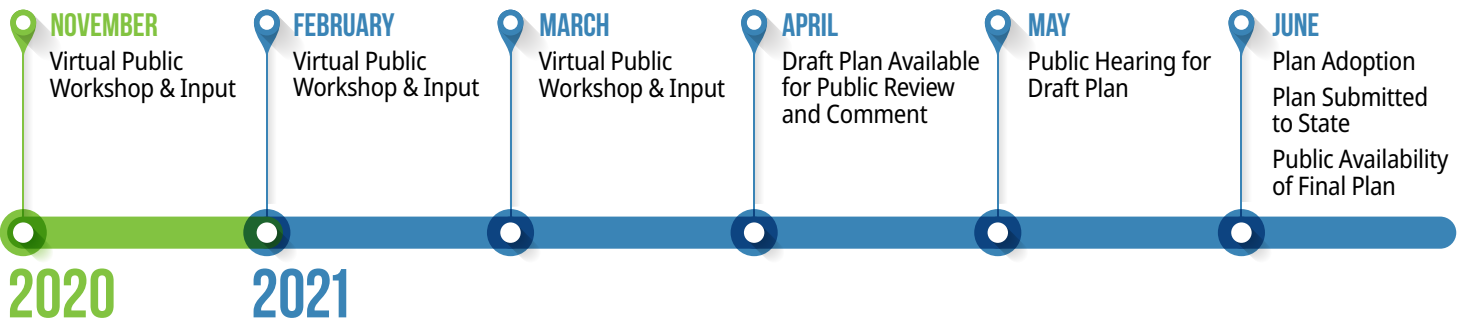 NOVEMBER
Virtual Public
Workshop & Input
FEBRUARY
Virtual Public
Workshop & Input
MARCH
Virtual Public
Workshop & Input
APRIL
Draft Plan Available
for Public Review
and Comment
MAY
Public Hearing for
Draft Plan
JUNE
Plan Adoption
Plan Submitted
to State
Public Availability
of Final Plan
2020
2021